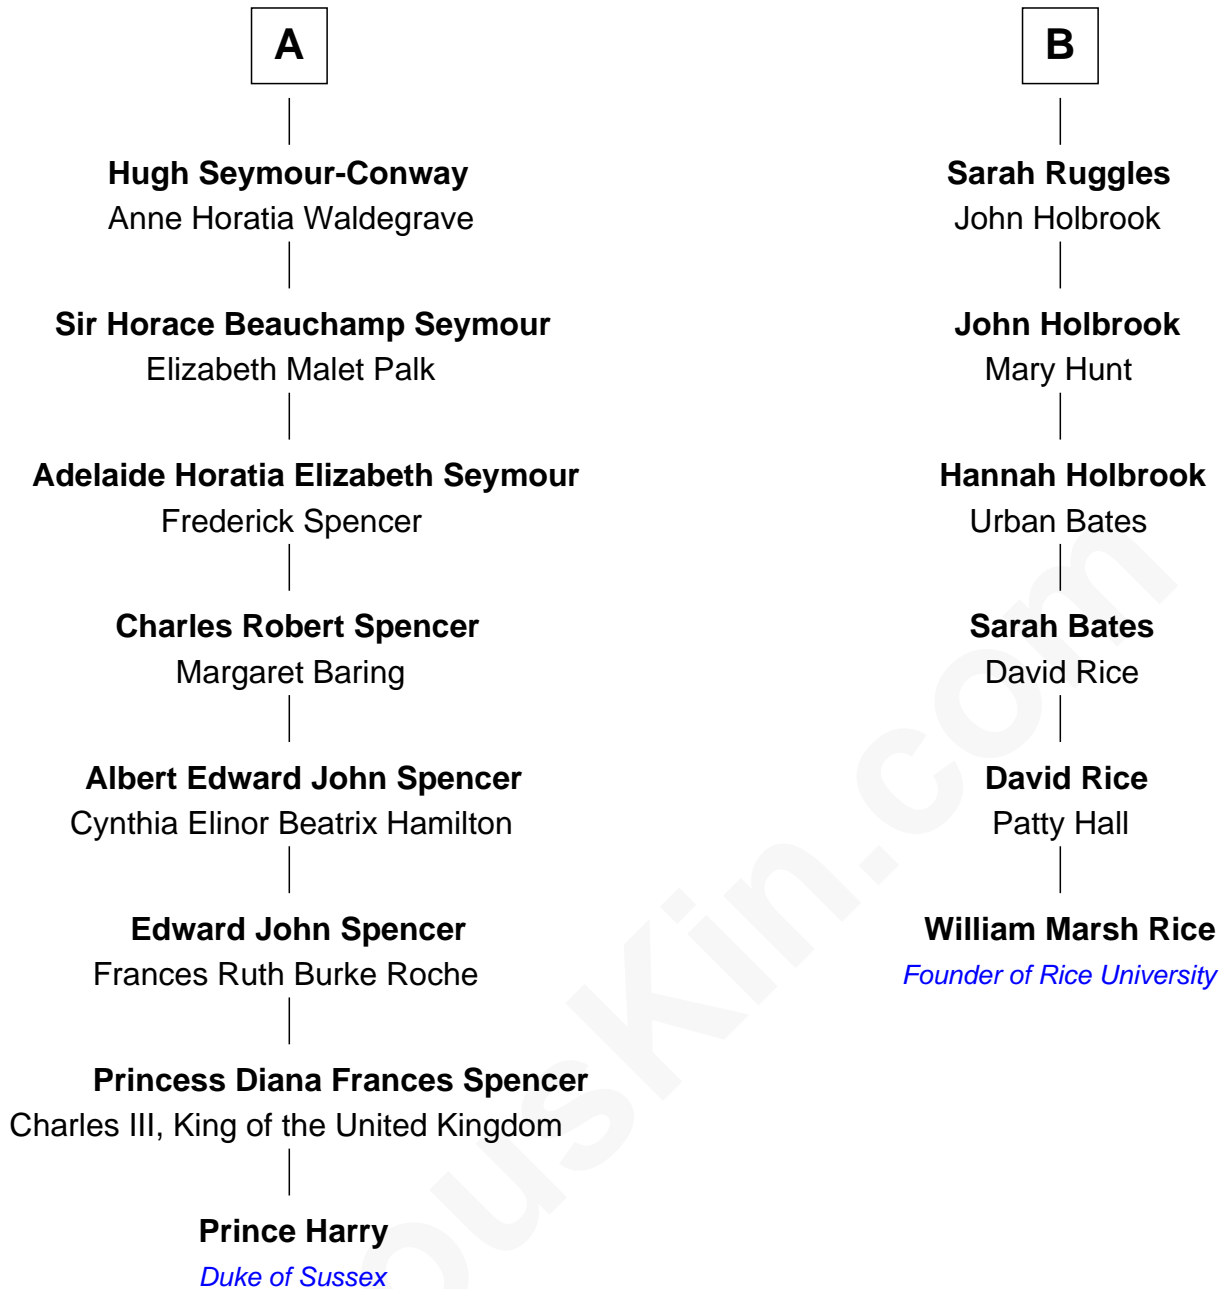 A
Hugh Seymour-Conway
Anne Horatia Waldegrave
Sir Horace Beauchamp Seymour
Elizabeth Malet Palk
Adelaide Horatia Elizabeth Seymour
Frederick Spencer
Charles Robert Spencer
Margaret Baring
Albert Edward John Spencer
Cynthia Elinor Beatrix Hamilton
Edward John Spencer
Frances Ruth Burke Roche
Princess Diana Frances Spencer
Charles III, King of the United Kingdom
Prince Harry
Duke of Sussex
B
Sarah Ruggles
John Holbrook
John Holbrook
Mary Hunt
Hannah Holbrook
Urban Bates
Sarah Bates
David Rice
David Rice
Patty Hall
William Marsh Rice
Founder of Rice University
ousKin.com